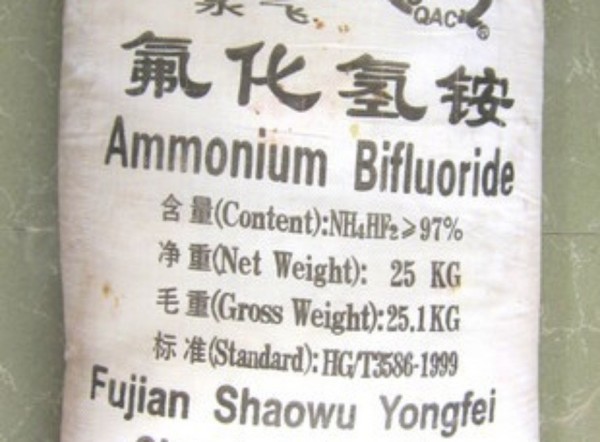 QAC ®
氟化氢铵
Ammonium Bifluoride
含量(Content):NH₄HF₂≥97%
净重(Net Weight): 25 KG
毛重(Gross Weight):25.1KG
标准(Standard):HG/T3586-1999
Fujian Shaowu Yongfei